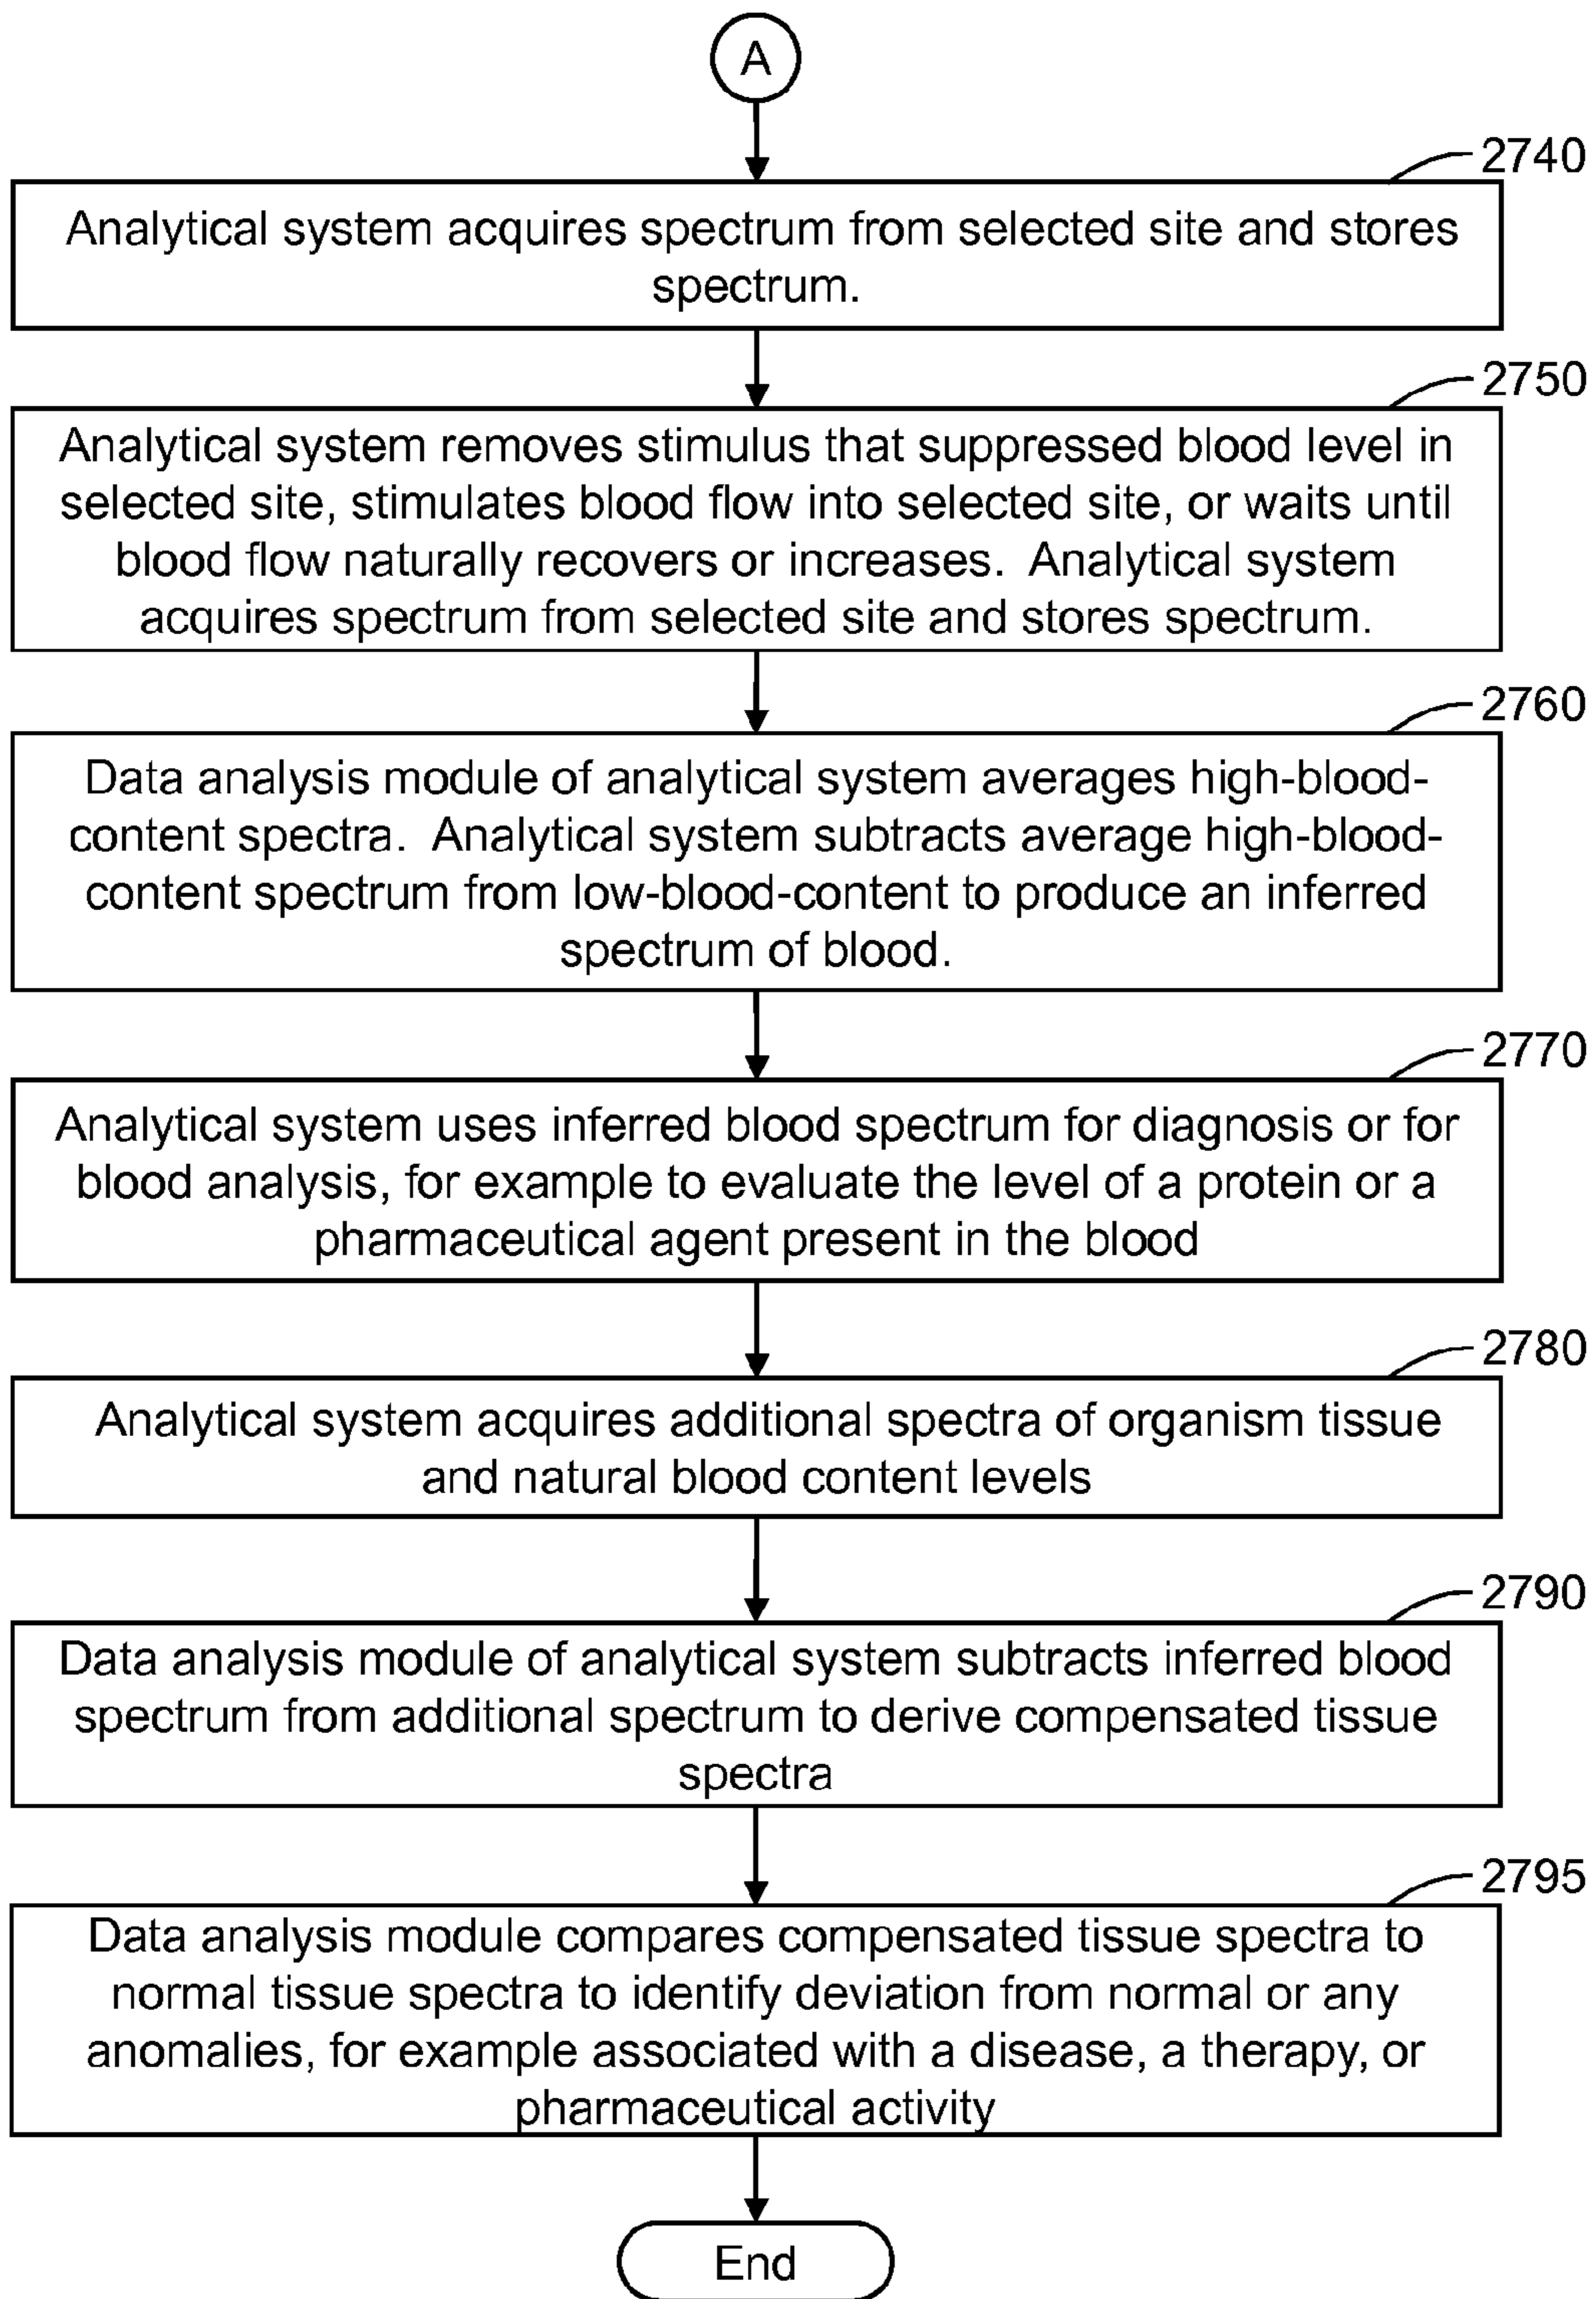 A
2740
Analytical system acquires spectrum from selected site and stores
spectrum.
2750
Analytical system removes stimulus that suppressed blood level in
selected site, stimulates blood flow into selected site, or waits until
blood flow naturally recovers or increases.  Analytical system
acquires spectrum from selected site and stores spectrum.
2760
Data analysis module of analytical system averages high-blood-
content spectra.  Analytical system subtracts average high-blood-
content spectrum from low-blood-content to produce an inferred
spectrum of blood.
2770
Analytical system uses inferred blood spectrum for diagnosis or for
blood analysis, for example to evaluate the level of a protein or a
pharmaceutical agent present in the blood
2780
Analytical system acquires additional spectra of organism tissue
and natural blood content levels
2790
Data analysis module of analytical system subtracts inferred blood
spectrum from additional spectrum to derive compensated tissue
spectra
2795
Data analysis module compares compensated tissue spectra to
normal tissue spectra to identify deviation from normal or any
anomalies, for example associated with a disease, a therapy, or
pharmaceutical activity
End